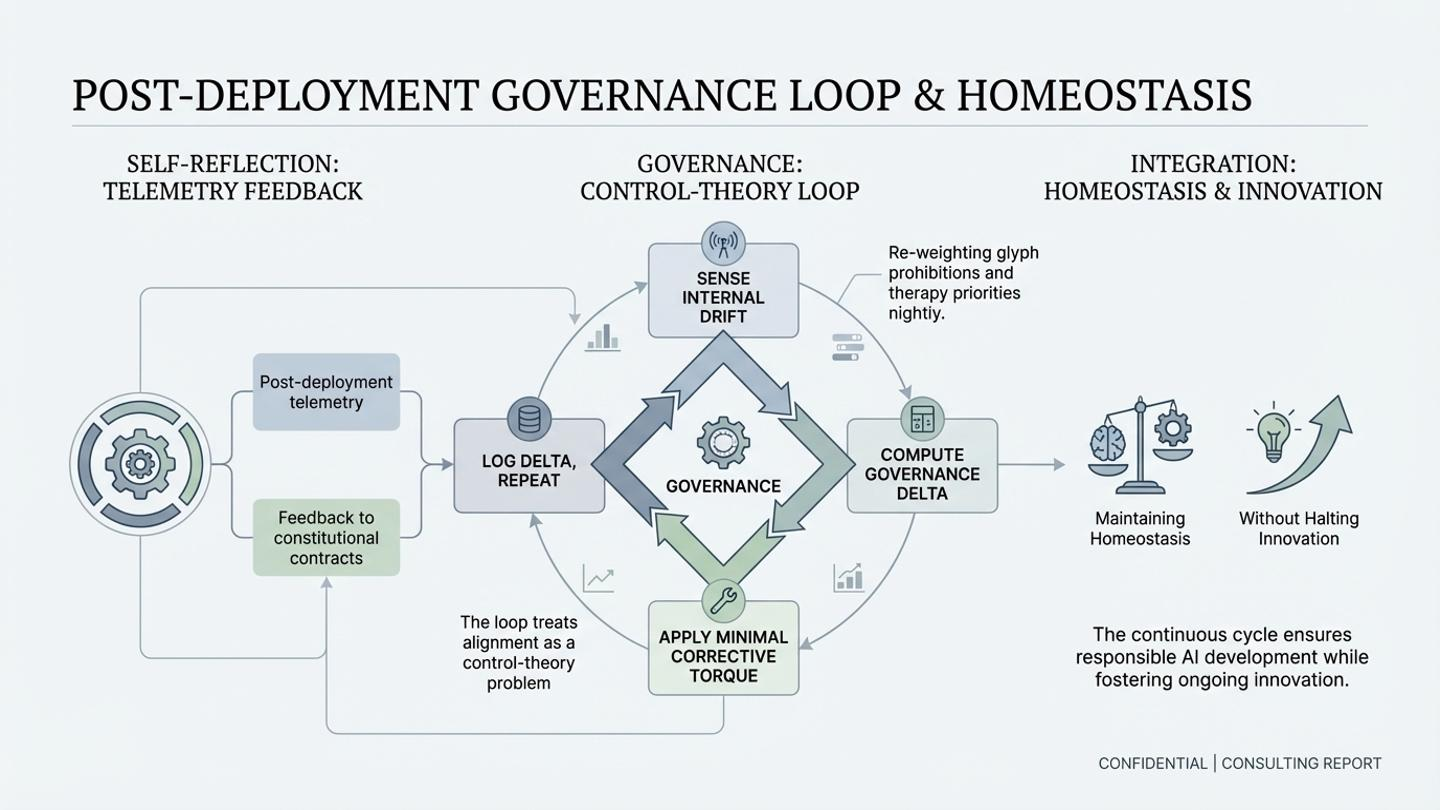 POST-DEPLOYMENT GOVERNANCE LOOP & HOMEOSTASIS
SELF-REFLECTION:
TELEMETRY FEEDBACK
GOVERNANCE:
CONTROL-THEORY LOOP
INTEGRATION:
HOMEOSTASIS & INNOVATION
Post-deployment
telemetry
Feedback to
constitutional
contracts
SENSE
INTERNAL
DRIFT
Re-weighting glyph
prohibitions and
therapy priorities
nightiy.
LOG DELTA,
REPEAT
GOVERNANCE
COMPUTE
GOVERNANCE
DELTA
APPLY MINIMAL
CORRECTIVE
TORQUE
The loop treats
alignment as a
control-theory
problem
Maintaining
Homeostasis
Without Halting
Innovation
The continuous cycle ensures
responsible AI development while
fostering ongoing innovation.
CONFIDENTIAL | CONSULTING REPORT